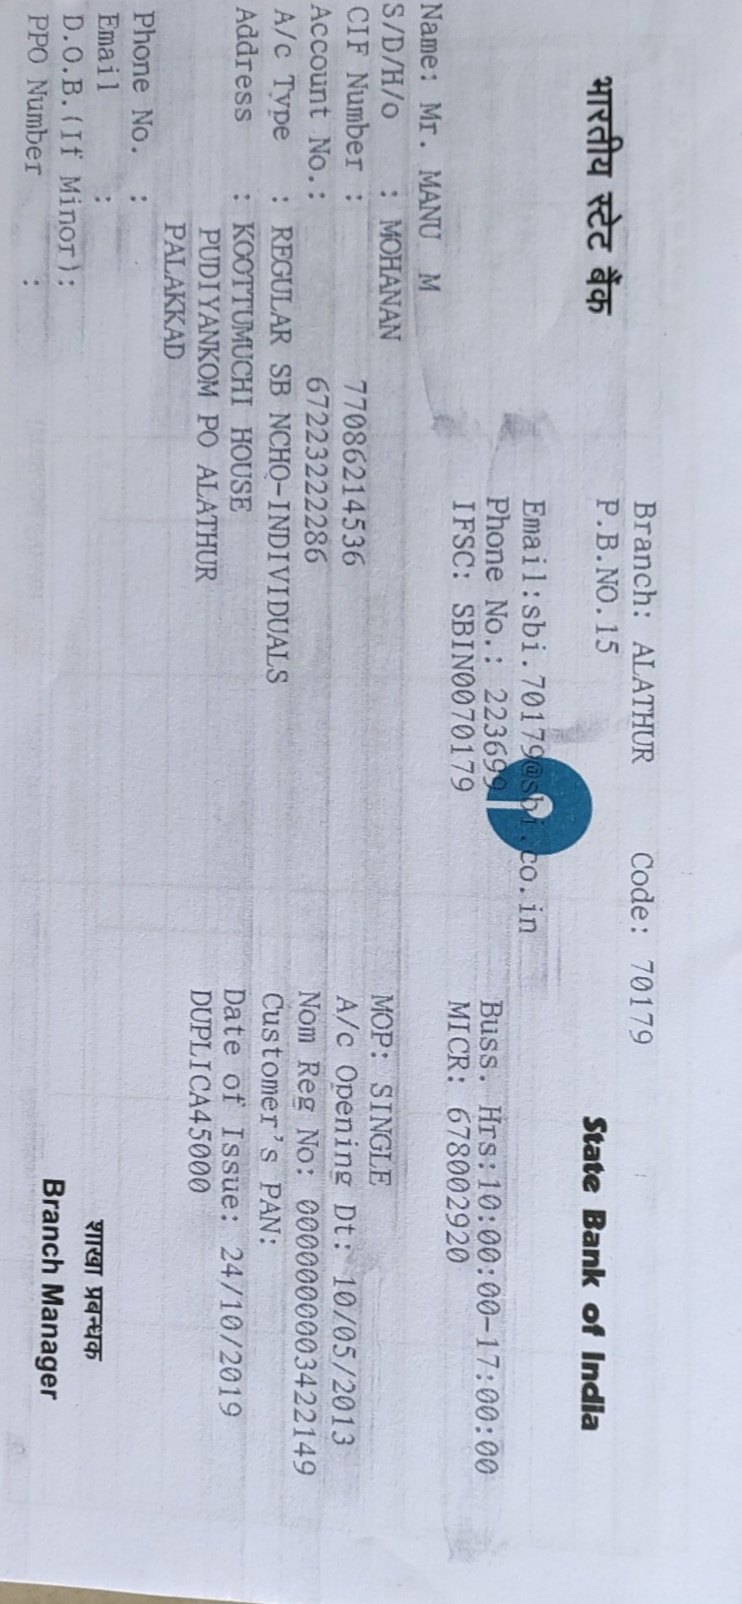 भारतीय स्टेट बैंक
State Bank of India
Branch: ALATHUR Code: 70179
P.B.NO.15
Email:sbi.70179@sbi.co.in
Phone No.: 223699 Buss. Hrs:10:00:00-17:00:00
IFSC: SBIN0070179 MICR: 678002920
Name: Mr. MANU M
S/D/H/o : MOHANAN MOP: SINGLE
CIF Number : 77086214536 A/c Opening Dt: 10/05/2013
Account No.: 67223222286 Nom Reg No: 0000000003422149
A/c Type : REGULAR SB NCHQ-INDIVIDUALS Customer's PAN:
Address : KOOTTUMUCHI HOUSE Date of Issue: 24/10/2019
PUDIYANKOM PO ALATHUR DUPLICA45000
PALAKKAD
Phone No. :
Email :
D.O.B.(If Minor):
PPO Number :
शाखा प्रबन्धक
Branch Manager